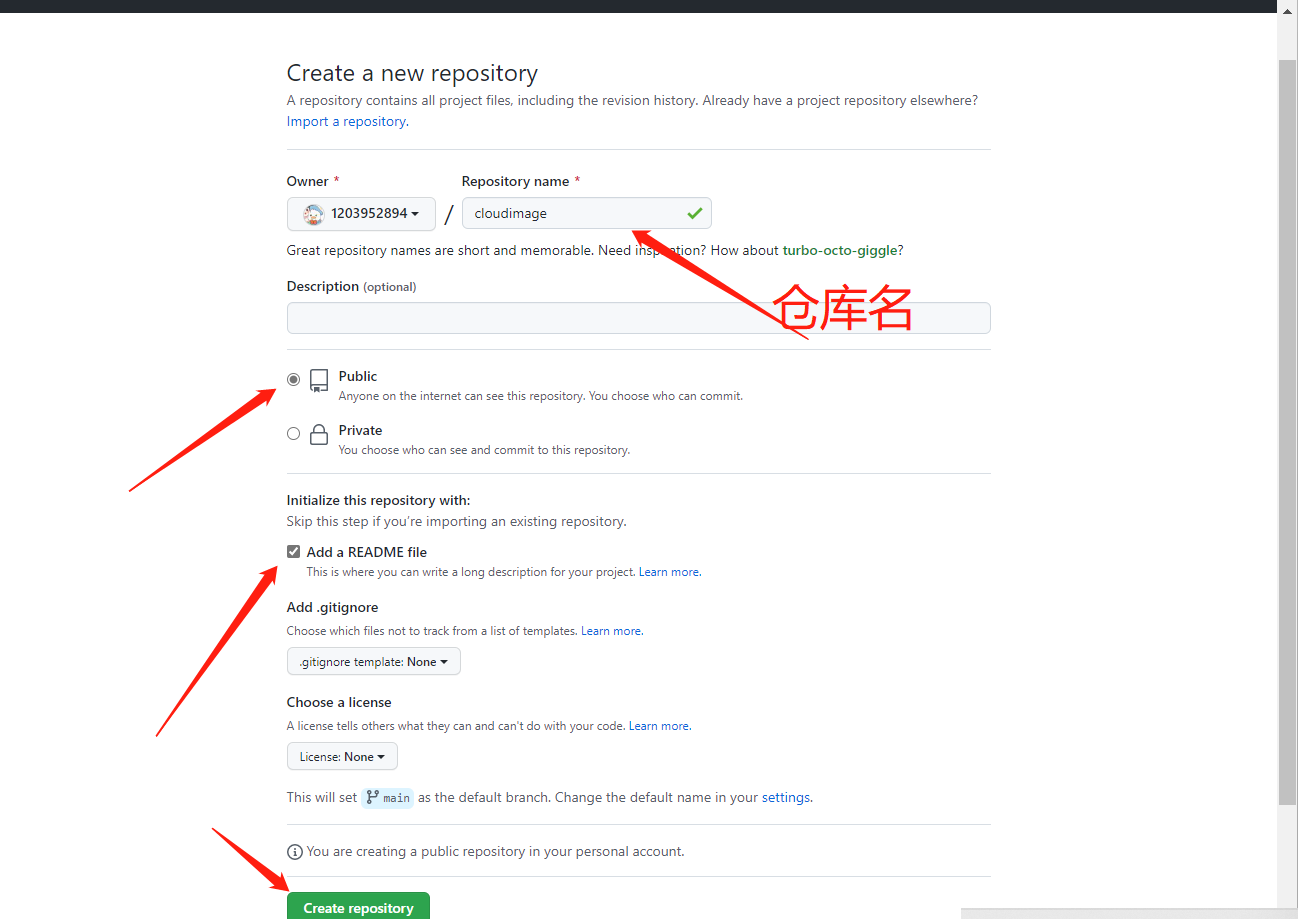 Create a new repository
A repository contains all project files, including the revision history. Already have a project repository elsewhere?
Import a repository.
Owner *
Repository name *
1203952894 / cloudimage
Great repository names are short and memorable. Need inspiration? How about turbo-octo-giggle?
仓库名
Description (optional)
Public
Anyone on the internet can see this repository. You choose who can commit.
Private
You choose who can see and commit to this repository.
Initialize this repository with:
Skip this step if you're importing an existing repository.
Add a README file
This is where you can write a long description for your project. Learn more.
Add .gitignore
Choose which files not to track from a list of templates. Learn more.
.gitignore template: None
Choose a license
A license tells others what they can and can't do with your code. Learn more.
License: None
This will set main as the default branch. Change the default name in your settings.
You are creating a public repository in your personal account.
Create repository